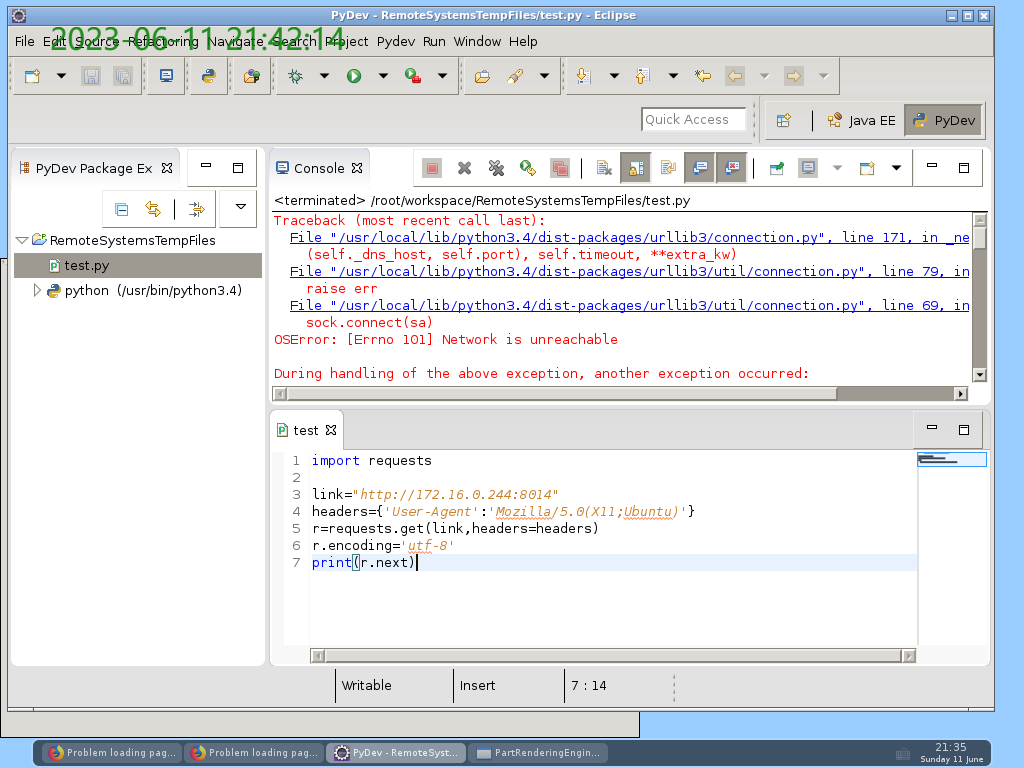 PyDev - RemoteSystemsTempFiles/test.py - Eclipse
2023-06-11 21:42:14
File Edit Source Refactoring Navigate Search Project Pydev Run Window Help
Quick Access
Java EE
PyDev
PyDev Package Ex
RemoteSystemsTempFiles
test.py
python (/usr/bin/python3.4)
Console
<terminated> /root/workspace/RemoteSystemsTempFiles/test.py
Traceback (most recent call last):
File "/usr/local/lib/python3.4/dist-packages/urllib3/connection.py", line 171, in _ne
(self._dns_host, self.port), self.timeout, **extra_kw)
File "/usr/local/lib/python3.4/dist-packages/urllib3/util/connection.py", line 79, in
raise err
File "/usr/local/lib/python3.4/dist-packages/urllib3/util/connection.py", line 69, in
sock.connect(sa)
OSError: [Errno 101] Network is unreachable
During handling of the above exception, another exception occurred:
test
1 import requests
2
3 link="http://172.16.0.244:8014"
4 headers={'User-Agent':'Mozilla/5.0(X11;Ubuntu)'}
5 r=requests.get(link,headers=headers)
6 r.encoding='utf-8'
7 print(r.next)
Writable
Insert
7 : 14
Problem loading pag...
Problem loading pag...
PyDev - RemoteSyst...
PartRenderingEngin...
21:35
Sunday 11 June